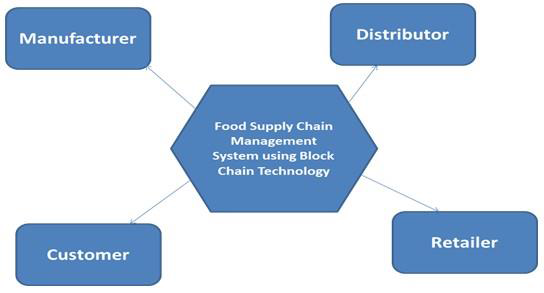 Manufacturer
Distributor
Food Supply Chain
Management
System using Block
Chain Technology
Customer
Retailer